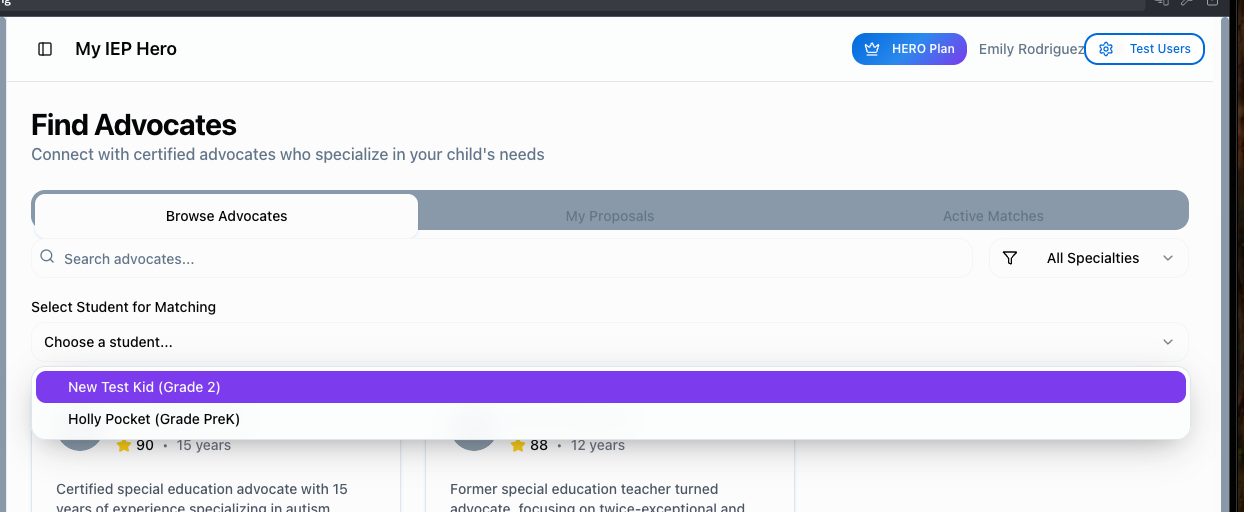 My IEP Hero
HERO Plan
Emily Rodriguez
Test Users
Find Advocates
Connect with certified advocates who specialize in your child's needs
Browse Advocates
My Proposals
Active Matches
Search advocates...
All Specialties
Select Student for Matching
Choose a student...
New Test Kid (Grade 2)
Holly Pocket (Grade PreK)
90 • 15 years
88 • 12 years
Certified special education advocate with 15
years of experience specializing in autism
Former special education teacher turned
advocate, focusing on twice-exceptional and